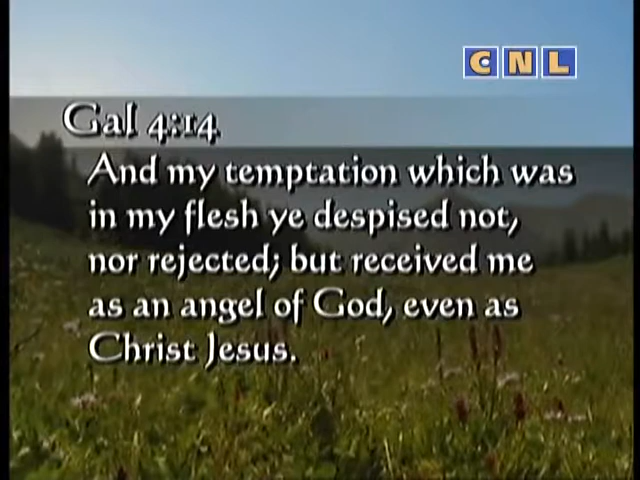 CNL
Gal 4:14
And my temptation which was
in my flesh ye despised not,
nor rejected; but received me
as an angel of God, even as
Christ Jesus.